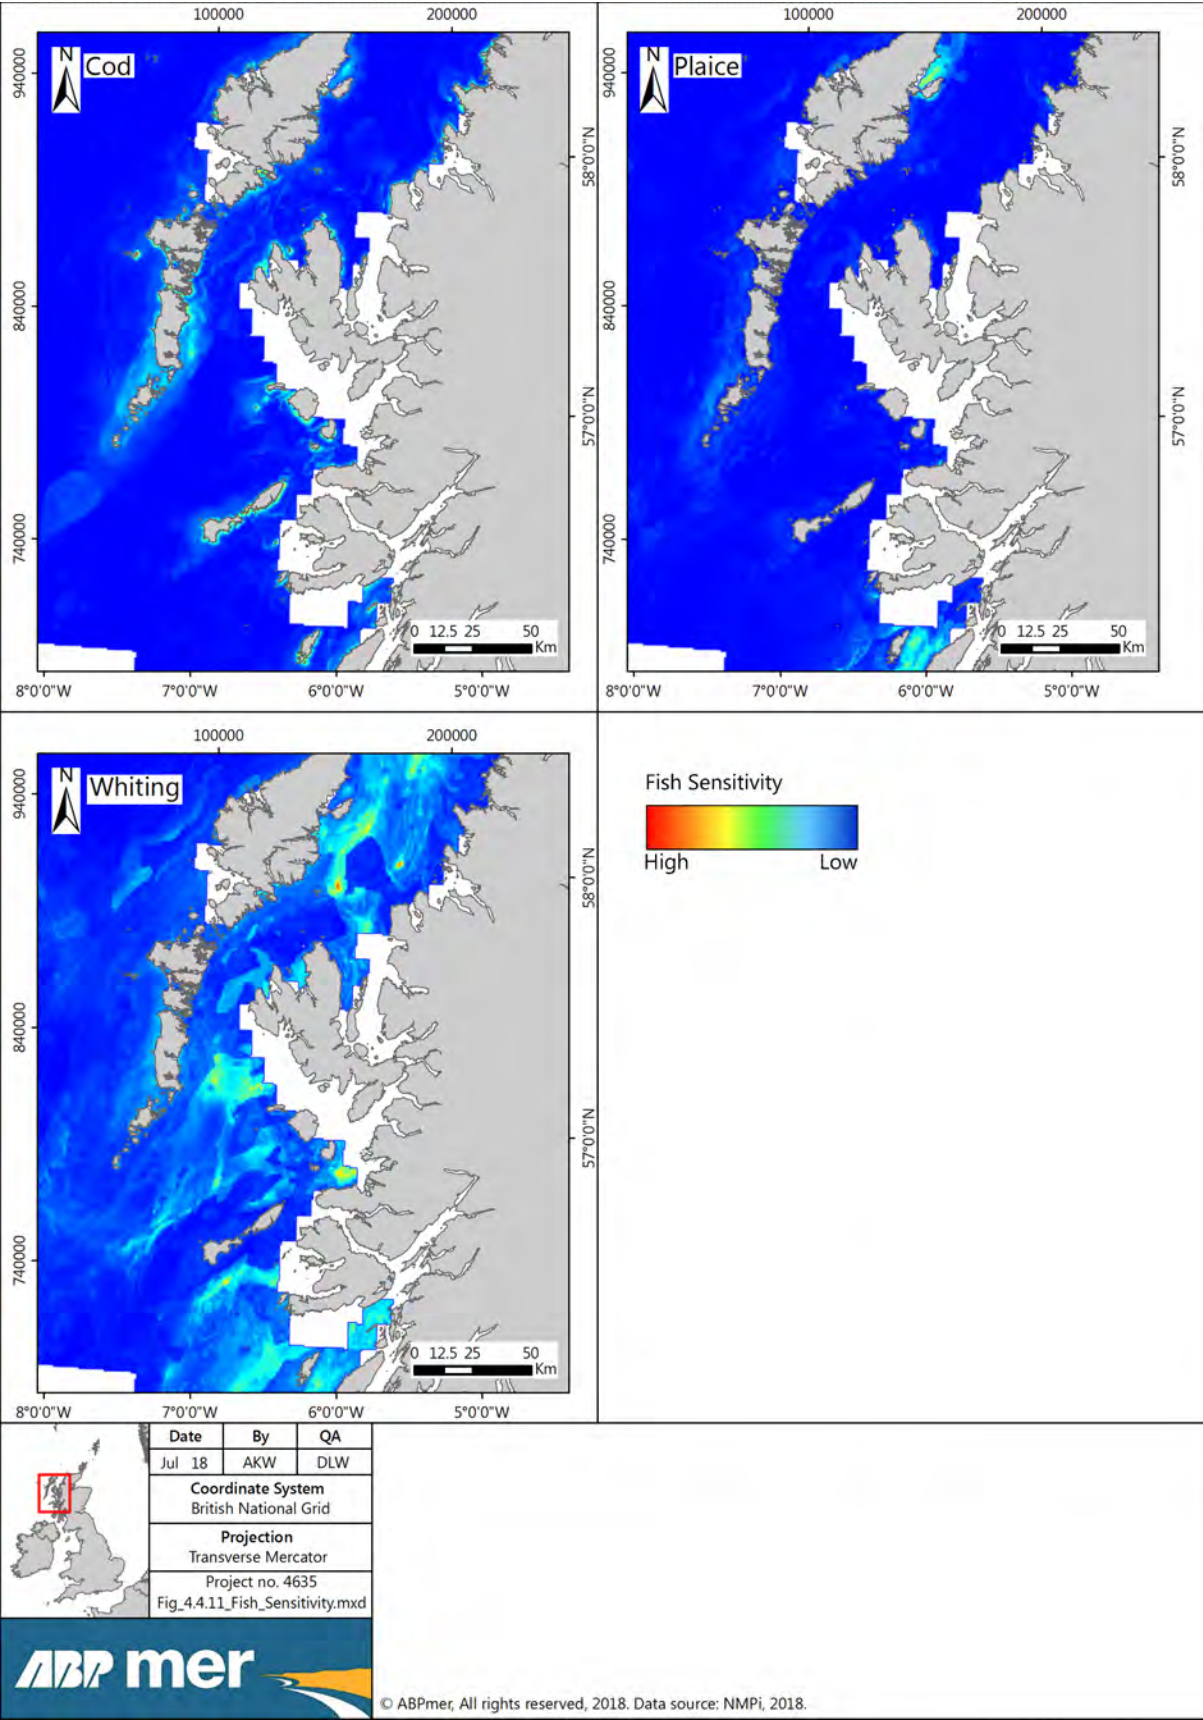 100000 200000
100000 200000
N
Cod
N
Plaice
940000
58°0'0"N
940000
58°0'0"N
840000
840000
57°0'0"N
57°0'0"N
740000
740000
0 12.5 25 50
Km
0 12.5 25 50
Km
8°0'0"W 7°0'0"W 6°0'0"W 5°0'0"W
8°0'0"W 7°0'0"W 6°0'0"W 5°0'0"W
100000 200000
N
Whiting
940000
58°0'0"N
840000
57°0'0"N
740000
0 12.5 25 50
Km
8°0'0"W 7°0'0"W 6°0'0"W 5°0'0"W
Fish Sensitivity
High Low
Date By QA
Jul 18 AKW DLW
Coordinate System
British National Grid
Projection
Transverse Mercator
Project no. 4635
Fig_4.4.11_Fish_Sensitivity.mxd
ABP mer
© ABPmer, All rights reserved, 2018. Data source: NMPi, 2018.